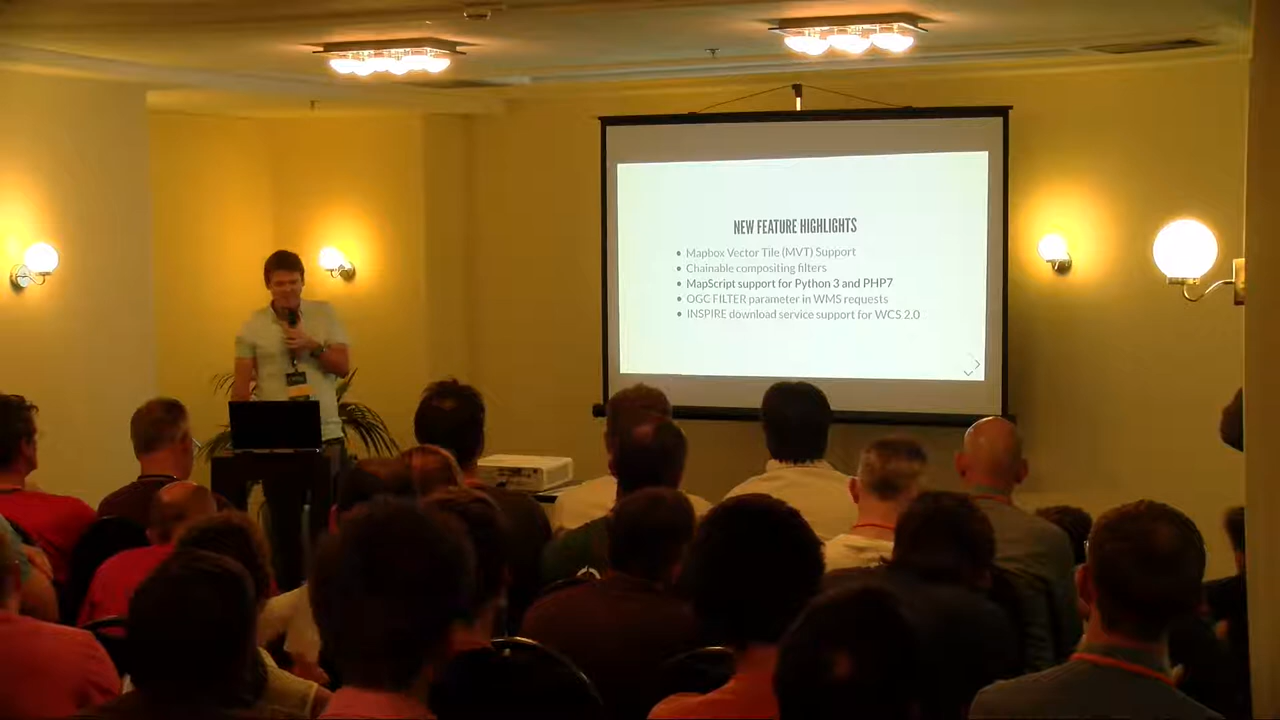 NEW FEATURE HIGHLIGHTS
• Mapbox Vector Tile (MVT) Support
• Chainable compositing filters
• MapScript support for Python 3 and PHP7
• OGC FILTER parameter in WMS requests
• INSPIRE download service support for WCS 2.0